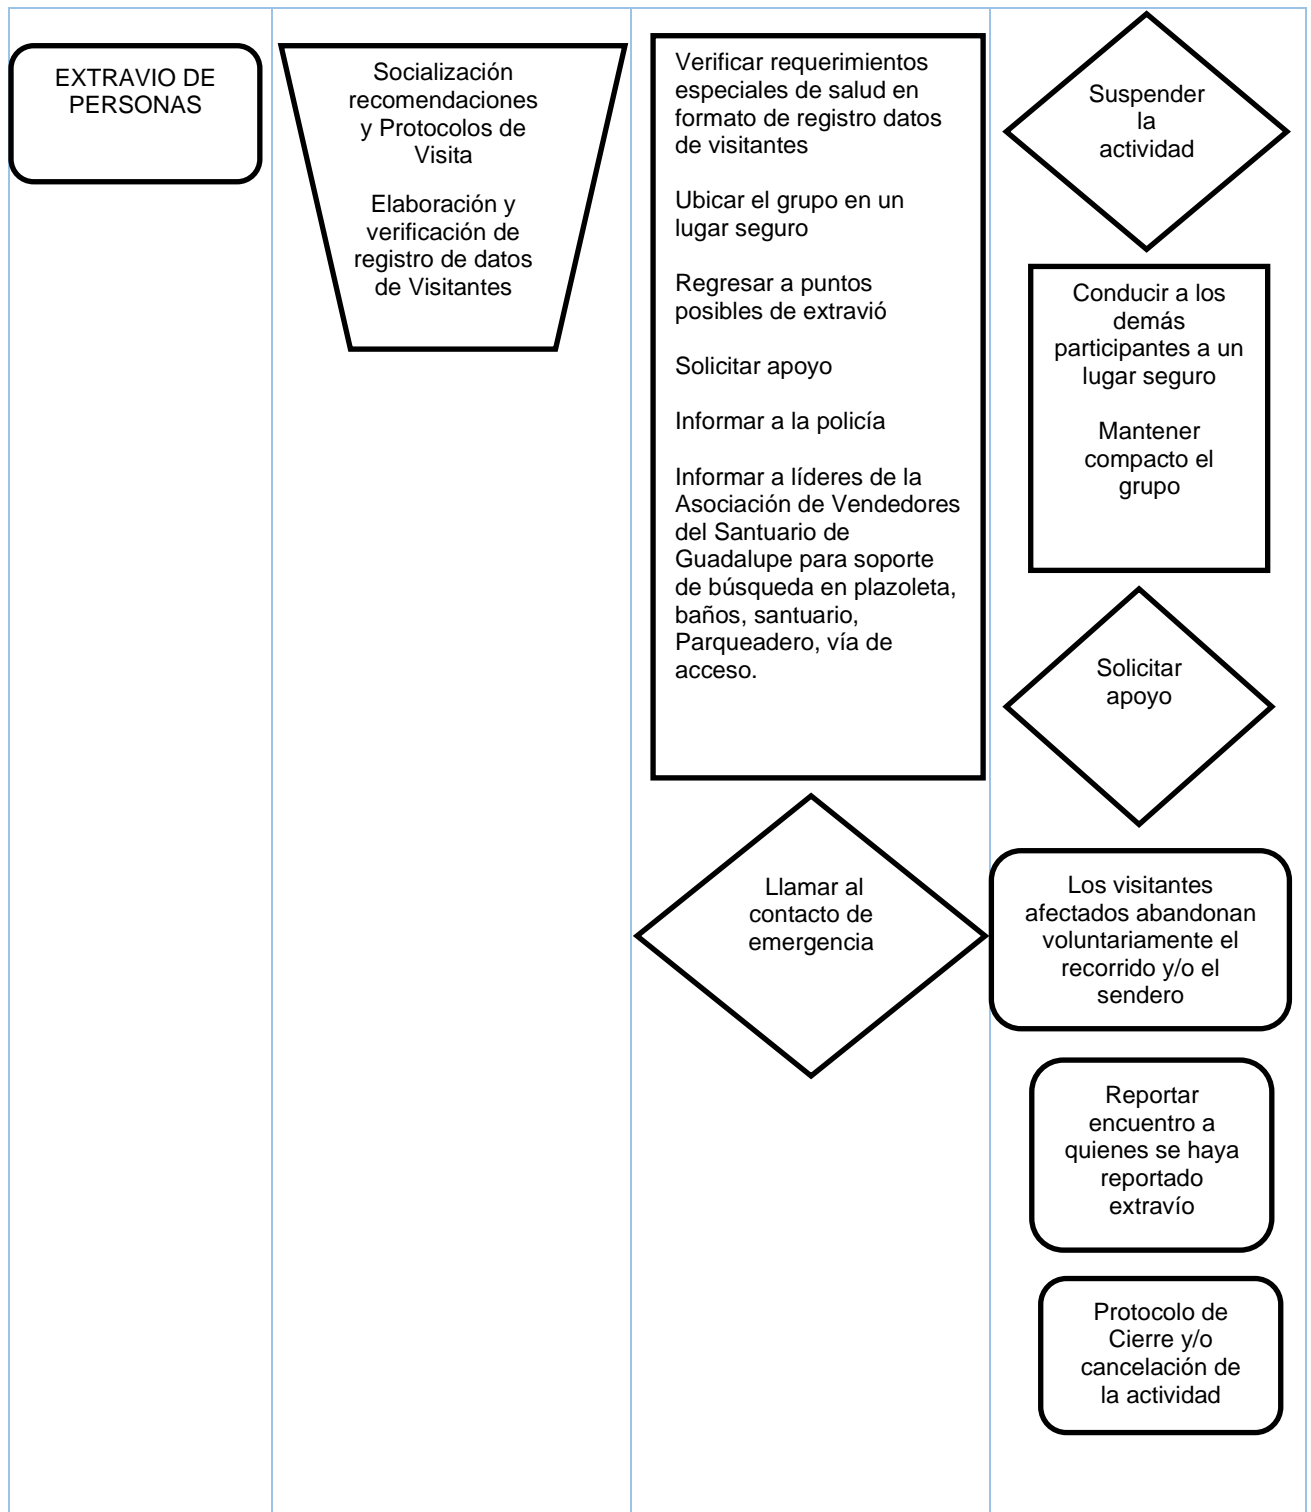 EXTRAVIO DE
PERSONAS
Socialización
recomendaciones
y Protocolos de
Visita
Elaboración y
verificación de
registro de datos
de Visitantes
Verificar requerimientos
especiales de salud en
formato de registro datos
de visitantes
Ubicar el grupo en un
lugar seguro
Regresar a puntos
posibles de extravió
Solicitar apoyo
Informar a la policía
Informar a líderes de la
Asociación de Vendedores
del Santuario de
Guadalupe para soporte
de búsqueda en plazoleta,
baños, santuario,
Parqueadero, vía de
acceso.
Llamar al
contacto de
emergencia
Suspender
la
actividad
Conducir a los
demás
participantes a un
lugar seguro
Mantener
compacto el
grupo
Solicitar
apoyo
Los visitantes
afectados abandonan
voluntariamente el
recorrido y/o el
sendero
Reportar
encuentro a
quienes se haya
reportado
extravío
Protocolo de
Cierre y/o
cancelación de
la actividad